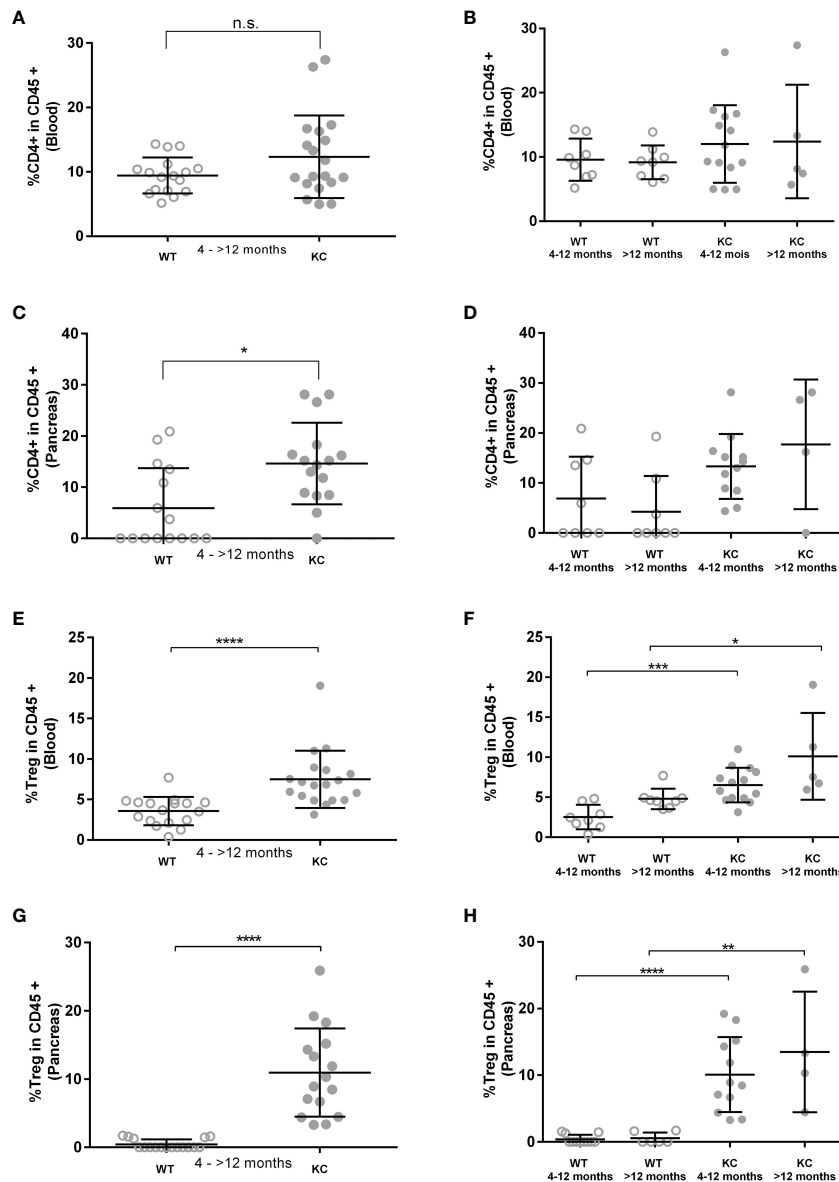 A
n.s.
30
20
10
0
%CD4+ in CD45 +
(Blood)
WT
4 - >12 months
KC
B
30
20
10
0
%CD4+ in CD45 +
(Blood)
WT
4-12 months
WT
>12 months
KC
4-12 mois
KC
>12 months
C
*
40
30
20
10
0
%CD4+ in CD45 +
(Pancreas)
WT
4 - >12 months
KC
D
40
30
20
10
0
%CD4+ in CD45 +
(Pancreas)
WT
4-12 months
WT
>12 months
KC
4-12 months
KC
>12 months
E
****
25
20
15
10
5
0
%Treg in CD45 +
(Blood)
WT
4 - >12 months
KC
F
*
***
25
20
15
10
5
0
%Treg in CD45 +
(Blood)
WT
4-12 months
WT
>12 months
KC
4-12 months
KC
>12 months
G
****
30
20
10
0
%Treg in CD45 +
(Pancreas)
WT
4 - >12 months
KC
H
**
****
30
20
10
0
%Treg in CD45 +
(Pancreas)
WT
4-12 months
WT
>12 months
KC
4-12 months
KC
>12 months